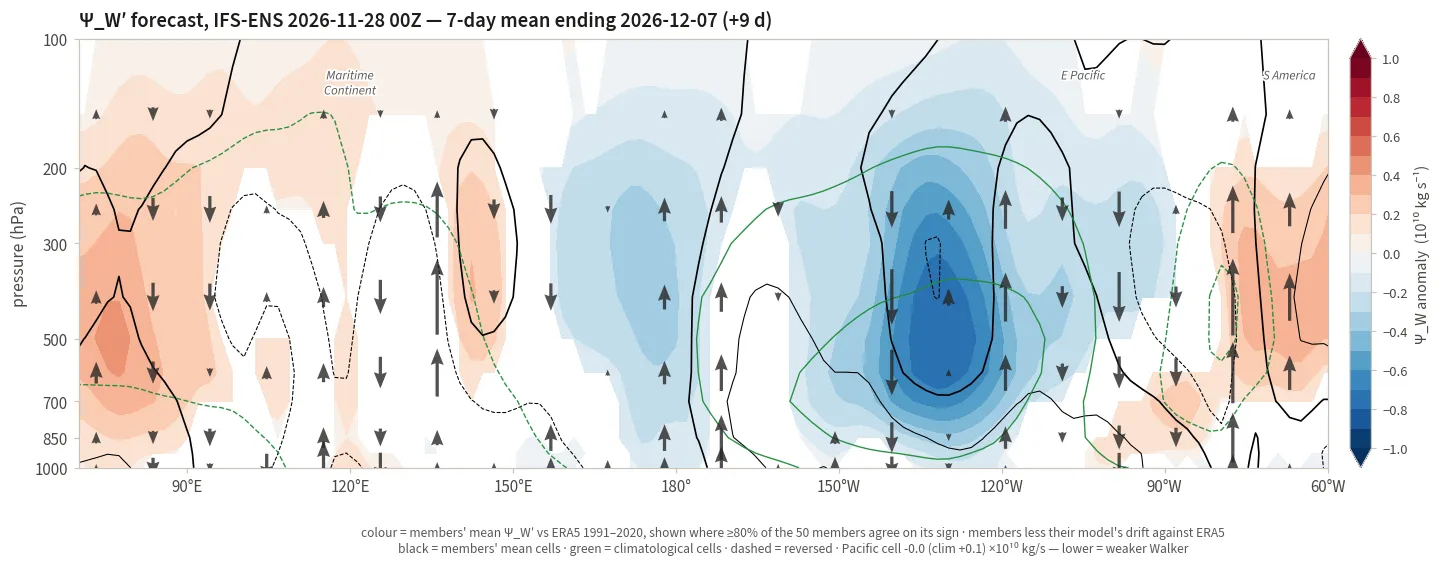 Ψ_W′ forecast, IFS-ENS 2026-11-28 00Z — 7-day mean ending 2026-12-07 (+9 d)
Maritime
Continent
E Pacific
S America
pressure (hPa)
100
200
300
400
500
700
850
1000
90°E
120°E
150°E
180°
150°W
120°W
90°W
60°W
1.0
0.8
0.6
0.4
0.2
0.0
−0.2
−0.4
−0.6
−0.8
−1.0
Ψ_W anomaly (10¹⁰ kg s⁻¹)
colour = members' mean Ψ_W′ vs ERA5 1991–2020, shown where ≥80% of the 50 members agree on its sign · members less their model's drift against ERA5
black = members' mean cells · green = climatological cells · dashed = reversed · Pacific cell -0.0 (clim +0.1) ×10¹⁰ kg/s — lower = weaker Walker